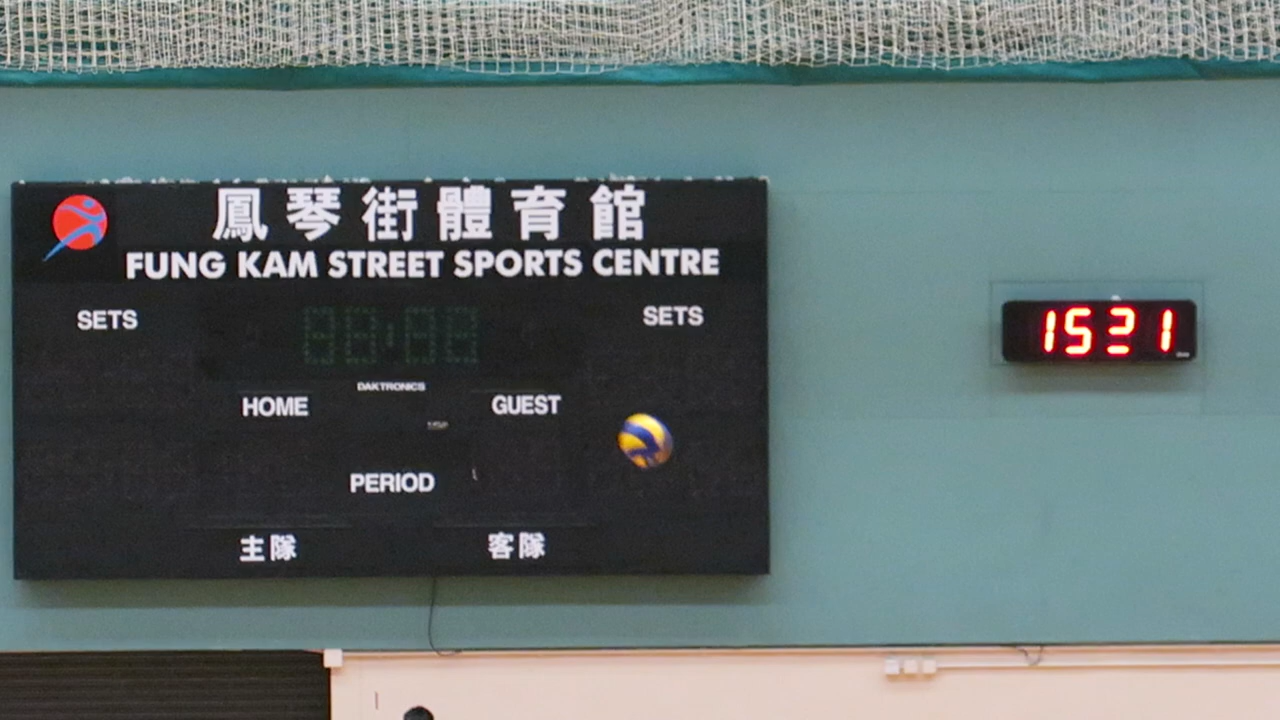 鳳琴街體育館
FUNG KAM STREET SPORTS CENTRE
SETS
SETS
15 21
DAKTRONICS
HOME
GUEST
PERIOD
主隊
客隊